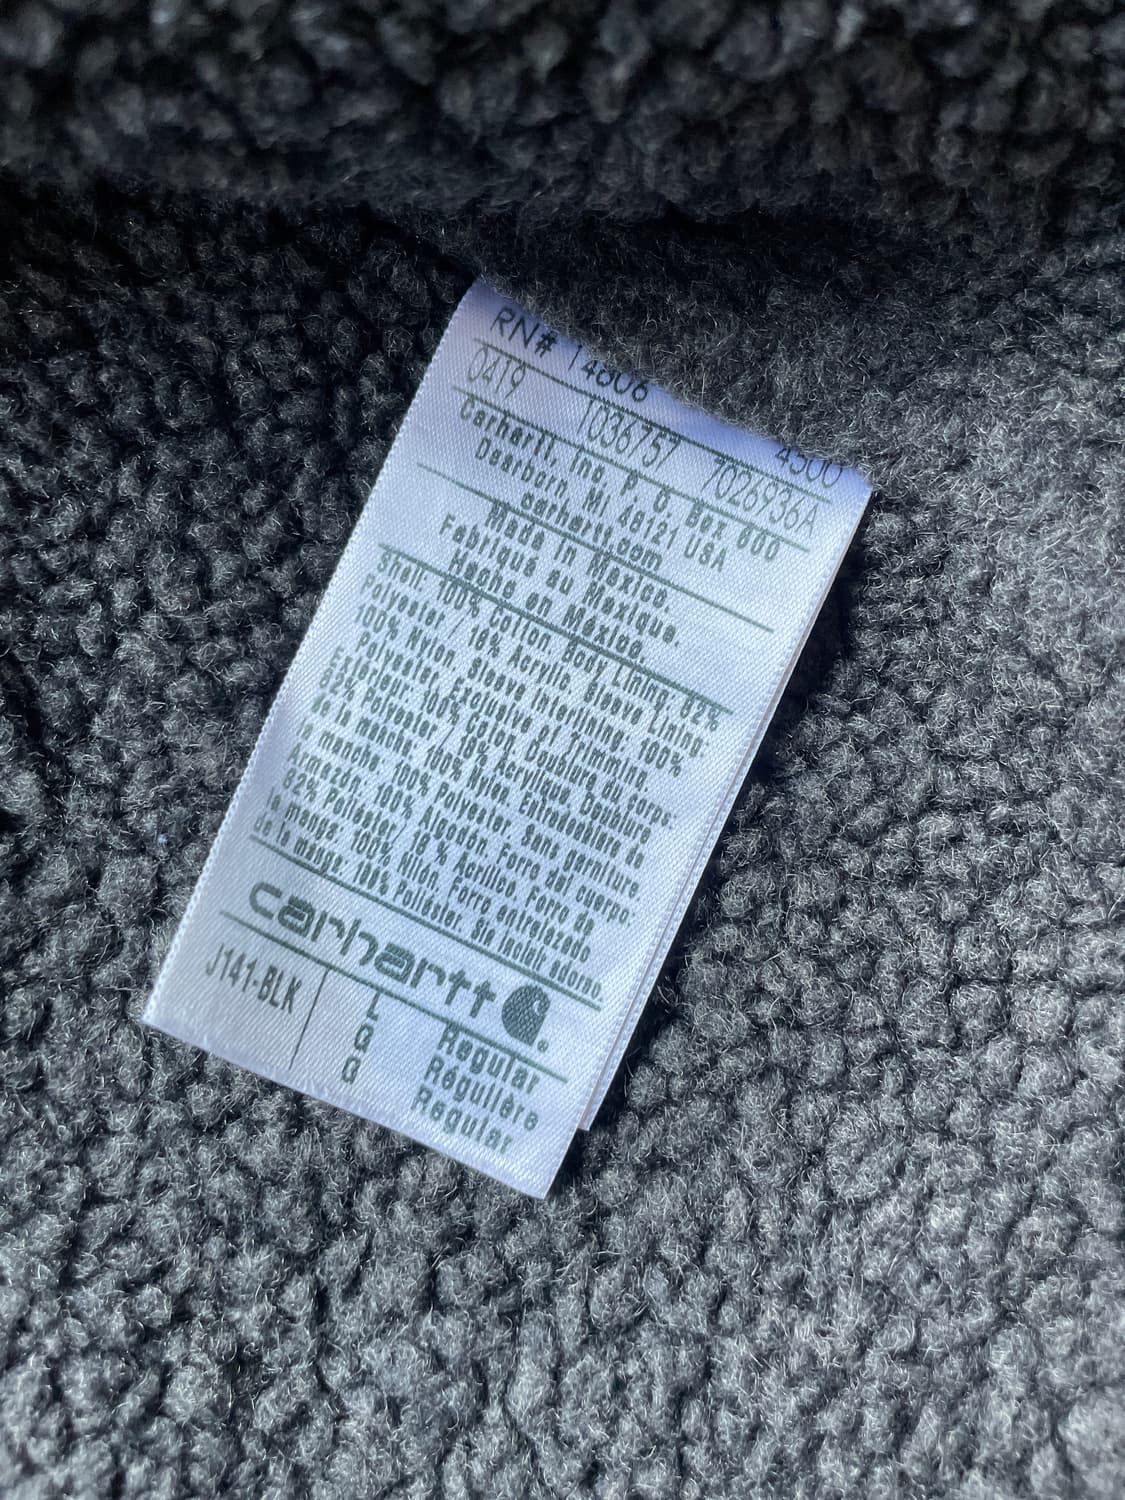 RN# 14806 4300
0419 1036757 7026936A
Carhartt, Inc. P. O. Box 600
Dearborn, MI 48121 USA
carhartt.com
Made in Mexico.
Fabriqué au Mexique.
Hecho en México.
Shell: 100% Cotton. Body Lining: 82%
Polyester / 18% Acrylic. Sleeve Lining:
100% Nylon. Sleeve Interlining: 100%
Polyester. Exclusive of Trimming.
Extérieur: 100% Coton. Doublure du corps:
82% Polyester / 18% Acrylique. Doublure
de la manche: 100% Nylon. Entredoublure de
la manche: 100% Polyester. Sans garniture.
Armazón: 100% Algodón. Forro del cuerpo:
82% Poliéster / 18 % Acrílico. Forro de
la manga: 100% Nilón. Forro entrelazado
de la manga: 100% Poliéster. Sin incluir adorno.
carhartt
J141-BLK L Regular
G Régulière
G Regular